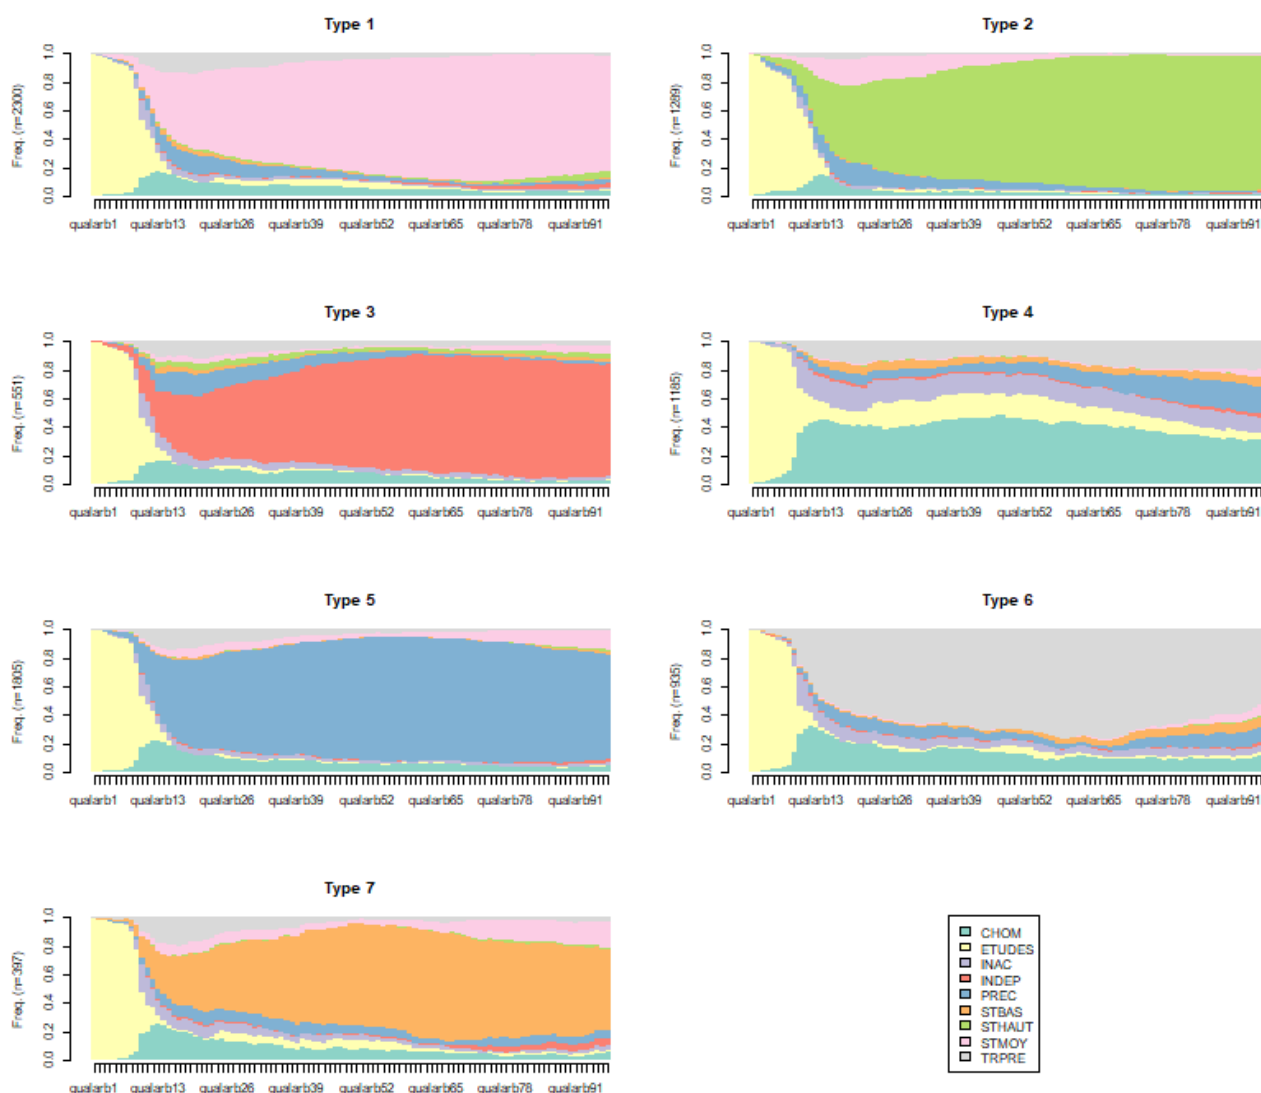 Type 1
Freq. (n=2300)
0.0 0.2 0.4 0.6 0.8 1.0
qualarb1 qualarb13 qualarb26 qualarb39 qualarb52 qualarb65 qualarb78 qualarb91
Type 2
Freq. (n=1289)
0.0 0.2 0.4 0.6 0.8 1.0
qualarb1 qualarb13 qualarb26 qualarb39 qualarb52 qualarb65 qualarb78 qualarb91
Type 3
Freq. (n=551)
0.0 0.2 0.4 0.6 0.8 1.0
qualarb1 qualarb13 qualarb26 qualarb39 qualarb52 qualarb65 qualarb78 qualarb91
Type 4
Freq. (n=1185)
0.0 0.2 0.4 0.6 0.8 1.0
qualarb1 qualarb13 qualarb26 qualarb39 qualarb52 qualarb65 qualarb78 qualarb91
Type 5
Freq. (n=1805)
0.0 0.2 0.4 0.6 0.8 1.0
qualarb1 qualarb13 qualarb26 qualarb39 qualarb52 qualarb65 qualarb78 qualarb91
Type 6
Freq. (n=935)
0.0 0.2 0.4 0.6 0.8 1.0
qualarb1 qualarb13 qualarb26 qualarb39 qualarb52 qualarb65 qualarb78 qualarb91
Type 7
Freq. (n=397)
0.0 0.2 0.4 0.6 0.8 1.0
qualarb1 qualarb13 qualarb26 qualarb39 qualarb52 qualarb65 qualarb78 qualarb91
CHOM
ETUDES
INAC
INDEP
PREC
STBAS
STHAUT
STMOY
TRPRE